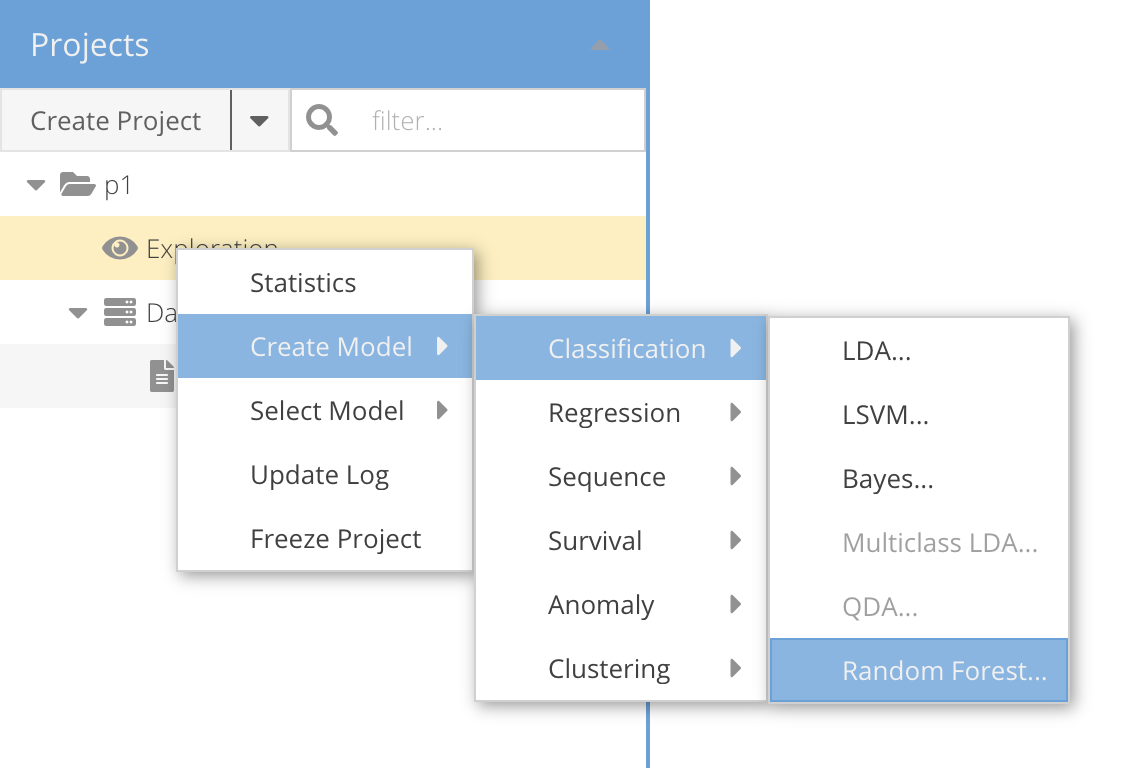 Projects
Create Project
filter...
p1
Exploration
Da
Statistics
Create Model
Select Model
Update Log
Freeze Project
Classification
Regression
Sequence
Survival
Anomaly
Clustering
LDA...
LSVM...
Bayes...
Multiclass LDA...
QDA...
Random Forest...